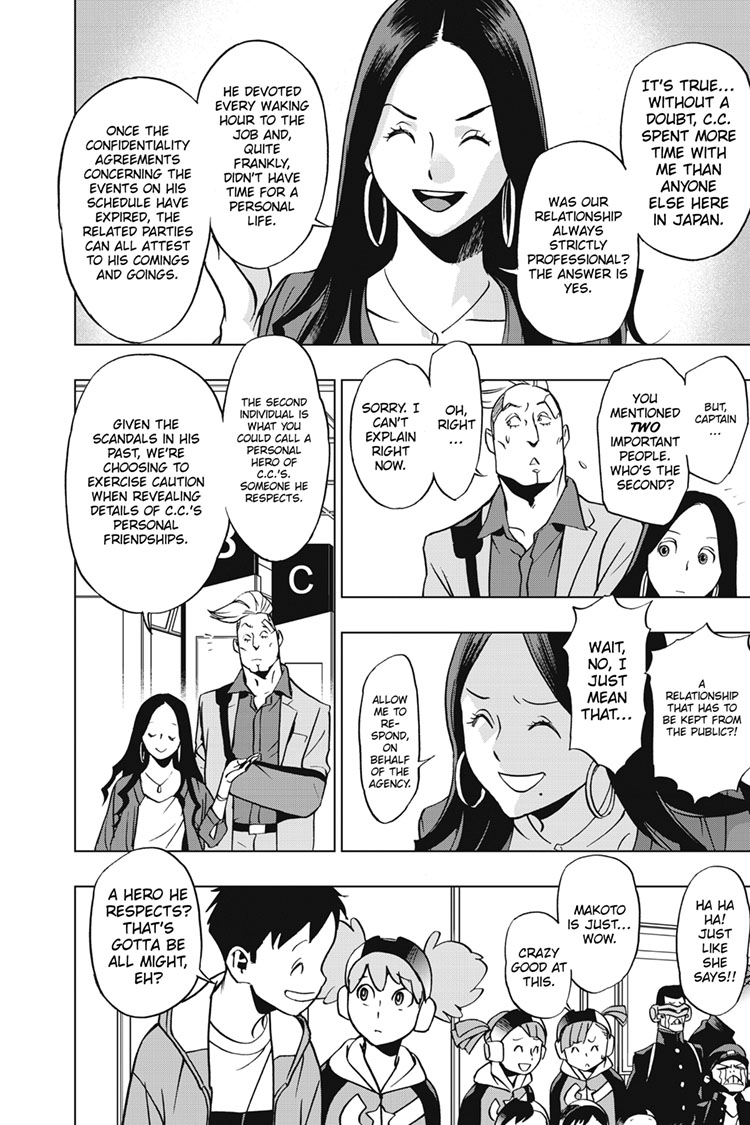 IT'S TRUE...
WITHOUT A
DOUBT, C.C.
SPENT MORE
TIME WITH
ME THAN
ANYONE
ELSE HERE
IN JAPAN.
WAS OUR
RELATIONSHIP
ALWAYS
STRICTLY
PROFESSIONAL?
THE ANSWER IS
YES.
HE DEVOTED
EVERY WAKING
HOUR TO THE
JOB AND,
QUITE
FRANKLY,
DIDN'T HAVE
TIME FOR A
PERSONAL
LIFE.
ONCE THE
CONFIDENTIALITY
AGREEMENTS
CONCERNING THE
EVENTS ON HIS
SCHEDULE HAVE
EXPIRED, THE
RELATED PARTIES
CAN ALL ATTEST
TO HIS COMINGS
AND GOINGS.
BUT,
CAPTAIN
...
YOU
MENTIONED
TWO
IMPORTANT
PEOPLE.
WHO'S THE
SECOND?
OH,
RIGHT
...
SORRY. I
CAN'T
EXPLAIN
RIGHT
NOW.
A
RELATIONSHIP
THAT HAS TO
BE KEPT FROM
THE PUBLIC?!
WAIT,
NO, I
JUST
MEAN
THAT...
ALLOW
ME TO
RE-
SPOND,
ON
BEHALF
OF THE
AGENCY.
THE SECOND
INDIVIDUAL IS
WHAT YOU
COULD CALL A
PERSONAL
HERO OF
C.C.'S.
SOMEONE HE
RESPECTS.
GIVEN THE
SCANDALS IN HIS
PAST, WE'RE
CHOOSING TO
EXERCISE CAUTION
WHEN REVEALING
DETAILS OF C.C.'S
PERSONAL
FRIENDSHIPS.
B
C
HA HA
HA!
JUST
LIKE
SHE
SAYS!!
MAKOTO
IS JUST...
WOW.
CRAZY
GOOD AT
THIS.
A HERO HE
RESPECTS?
THAT'S
GOTTA BE
ALL MIGHT,
EH?